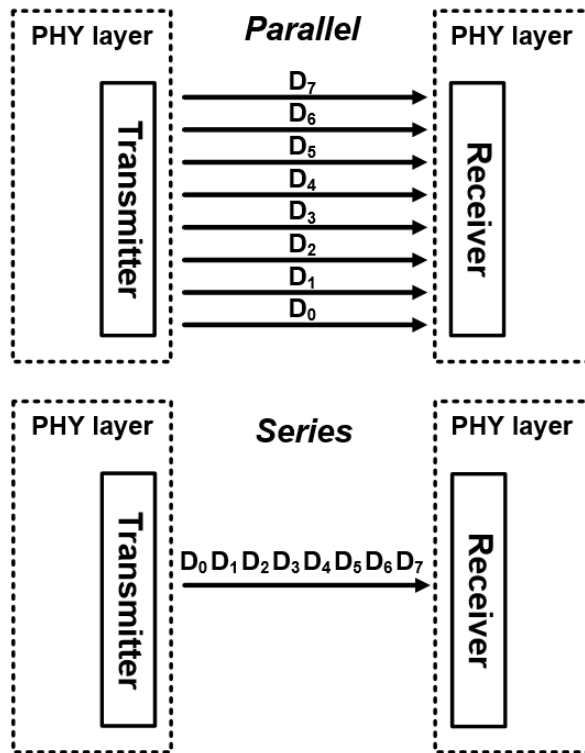 PHY layer
Parallel
PHY layer
Transmitter
D₇
D₆
D₅
D₄
D₃
D₂
D₁
D₀
Receiver
PHY layer
Series
PHY layer
Transmitter
D₀ D₁ D₂ D₃ D₄ D₅ D₆ D₇
Receiver